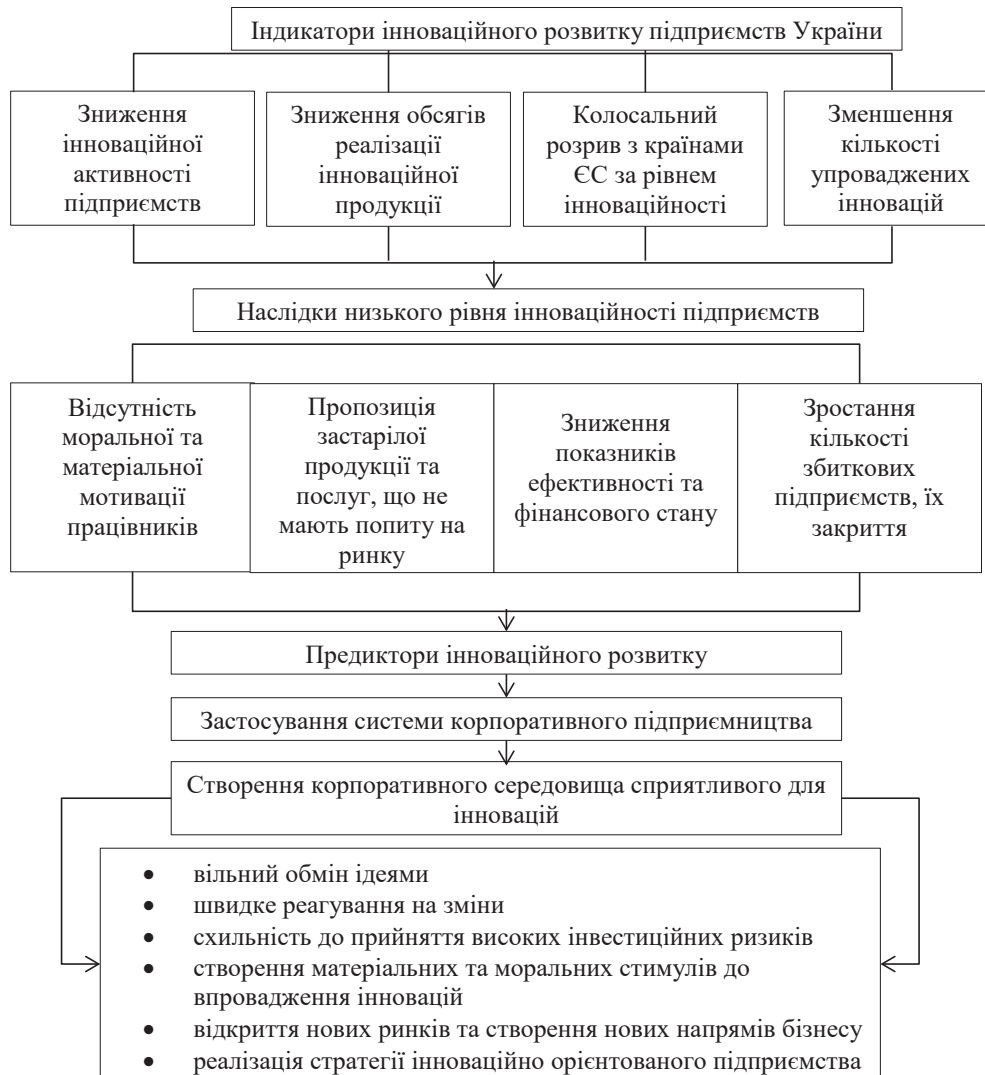 Індикатори інноваційного розвитку підприємств України
Зниження
інноваційної
активності
підприємств
Зниження обсягів
реалізації
інноваційної
продукції
Колосальний
розрив з країнами
ЄС за рівнем
інноваційності
Зменшення
кількості
упроваджених
інновацій
Наслідки низького рівня інноваційності підприємств
Відсутність
моральної та
матеріальної
мотивації
працівників
Пропозиція
застарілої
продукції та
послуг, що не
мають попиту на
ринку
Зниження
показників
ефективності та
фінансового стану
Зростання
кількості
збиткових
підприємств, їх
закриття
Предиктори інноваційного розвитку
Застосування системи корпоративного підприємництва
Створення корпоративного середовища сприятливого для
інновацій
• вільний обмін ідеями
• швидке реагування на зміни
• схильність до прийняття високих інвестиційних ризиків
• створення матеріальних та моральних стимулів до
впровадження інновацій
• відкриття нових ринків та створення нових напрямів бізнесу
• реалізація стратегії інноваційно орієнтованого підприємства